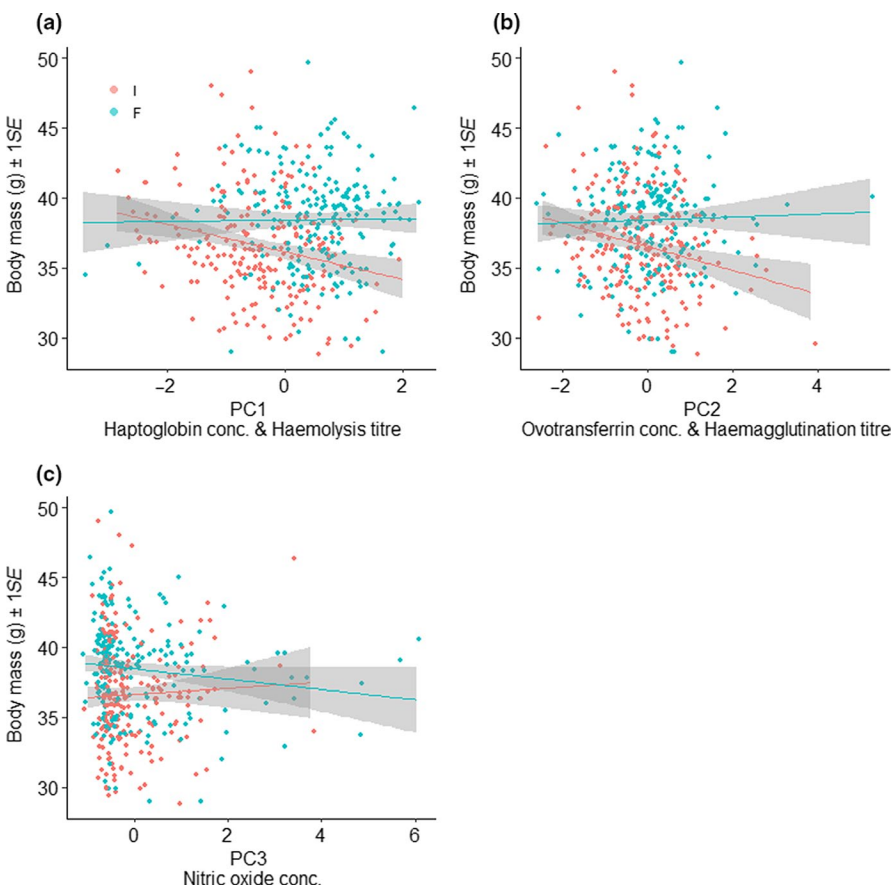 (a)
Body mass (g) ± 1SE
50
45
40
35
30
I
F
−2
0
2
PC1
Haptoglobin conc. & Haemolysis titre
(b)
Body mass (g) ± 1SE
50
45
40
35
30
−2
0
2
4
PC2
Ovotransferrin conc. & Haemagglutination titre
(c)
Body mass (g) ± 1SE
50
45
40
35
30
0
2
4
6
PC3
Nitric oxide conc.